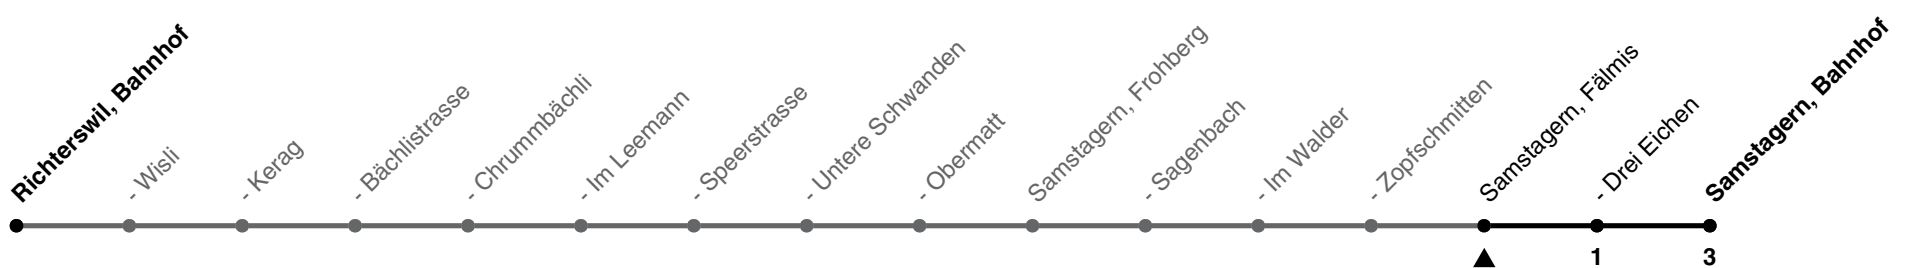 Richterswil, Bahnhof
- Wisli
- Kerag
- Bächlistrasse
- Chrummbächli
- Im Leemann
- Speerstrasse
- Untere Schwanden
- Obermatt
Samstagern, Frohberg
- Sagenbach
- Im Walder
- Zopfschmitten
Samstagern, Fälmis
- Drei Eichen
Samstagern, Bahnhof
1
3